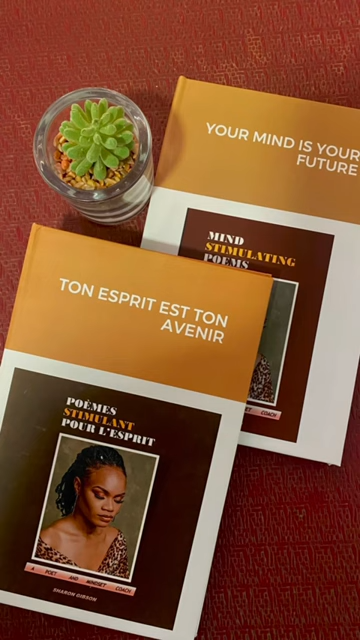 YOUR MIND IS YOUR
FUTURE
MIND
STIMULATING
POEMS
COACH
TON ESPRIT EST TON
AVENIR
POÈMES
STIMULANT
POUR L'ESPRIT
A POET AND MINDSET COACH
SHARON GIBSON